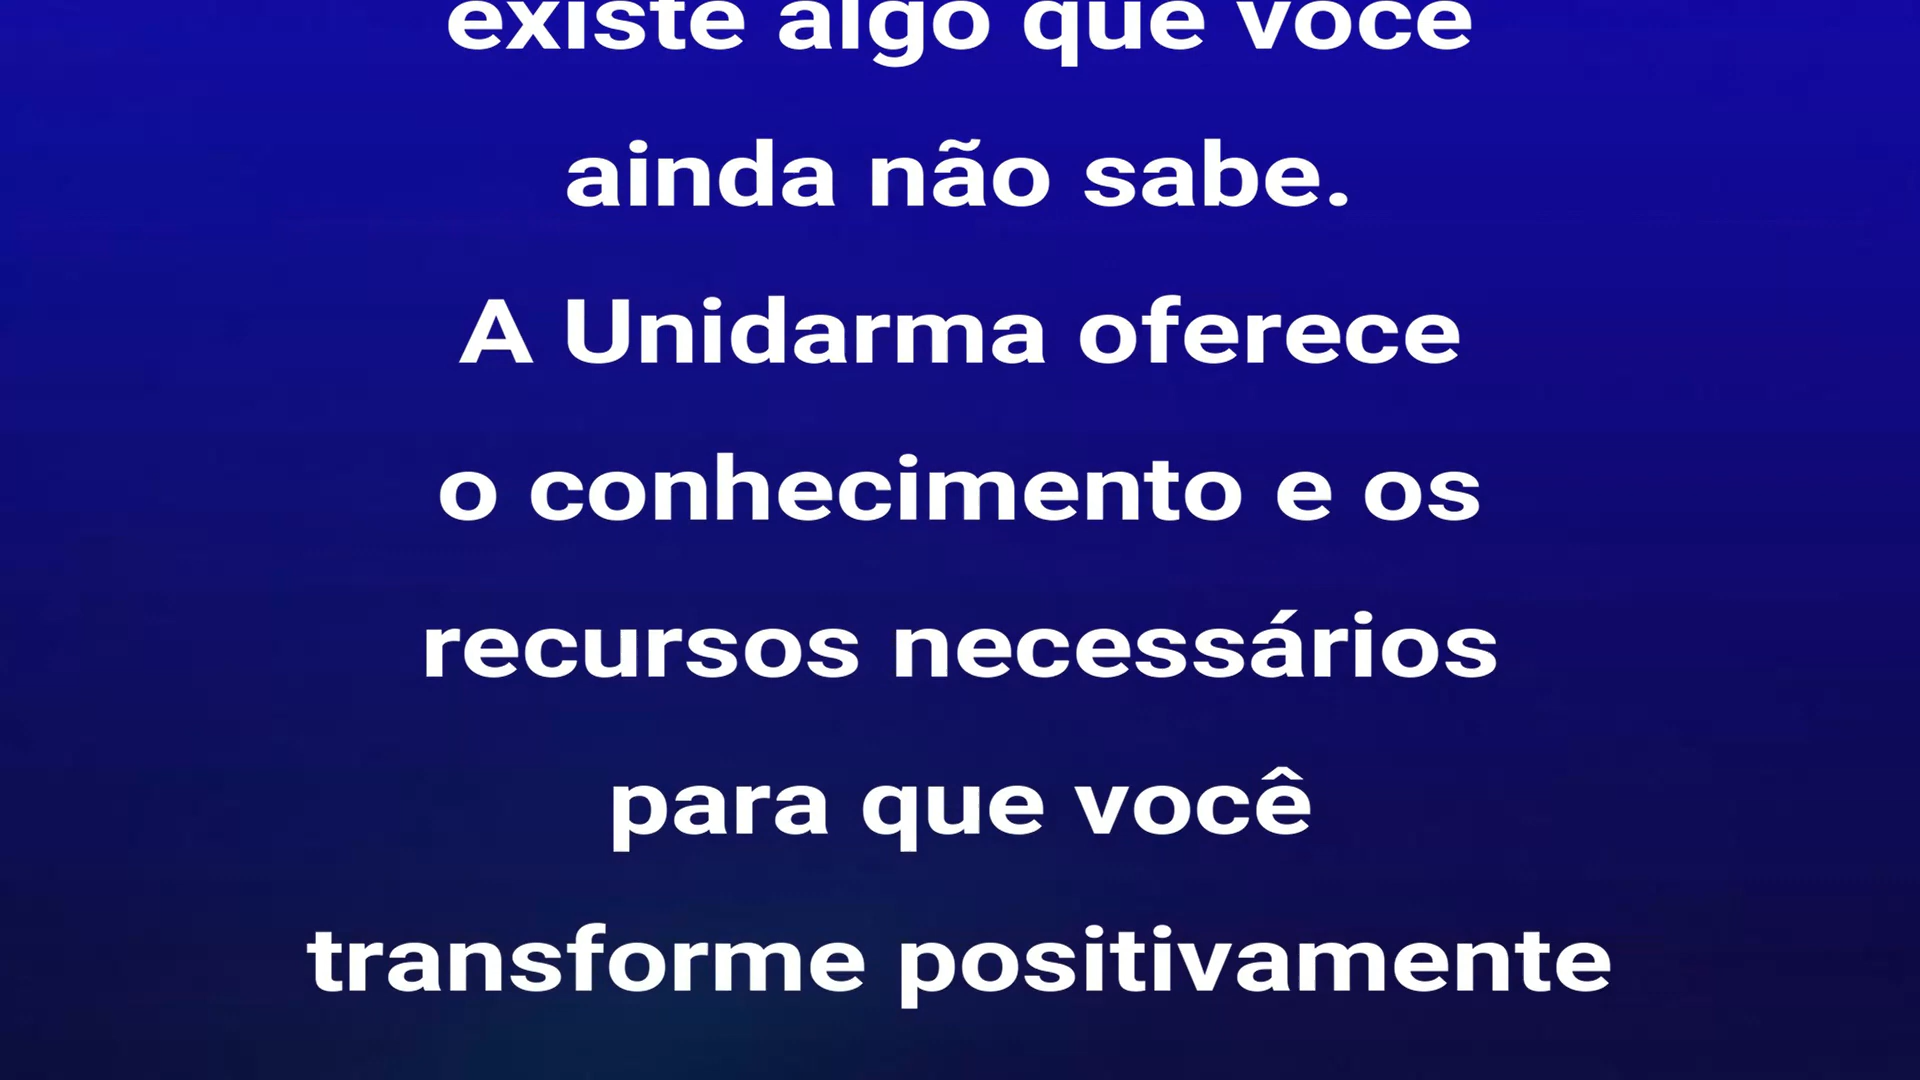 existe algo que você
ainda não sabe.
A Unidarma oferece
o conhecimento e os
recursos necessários
para que você
transforme positivamente